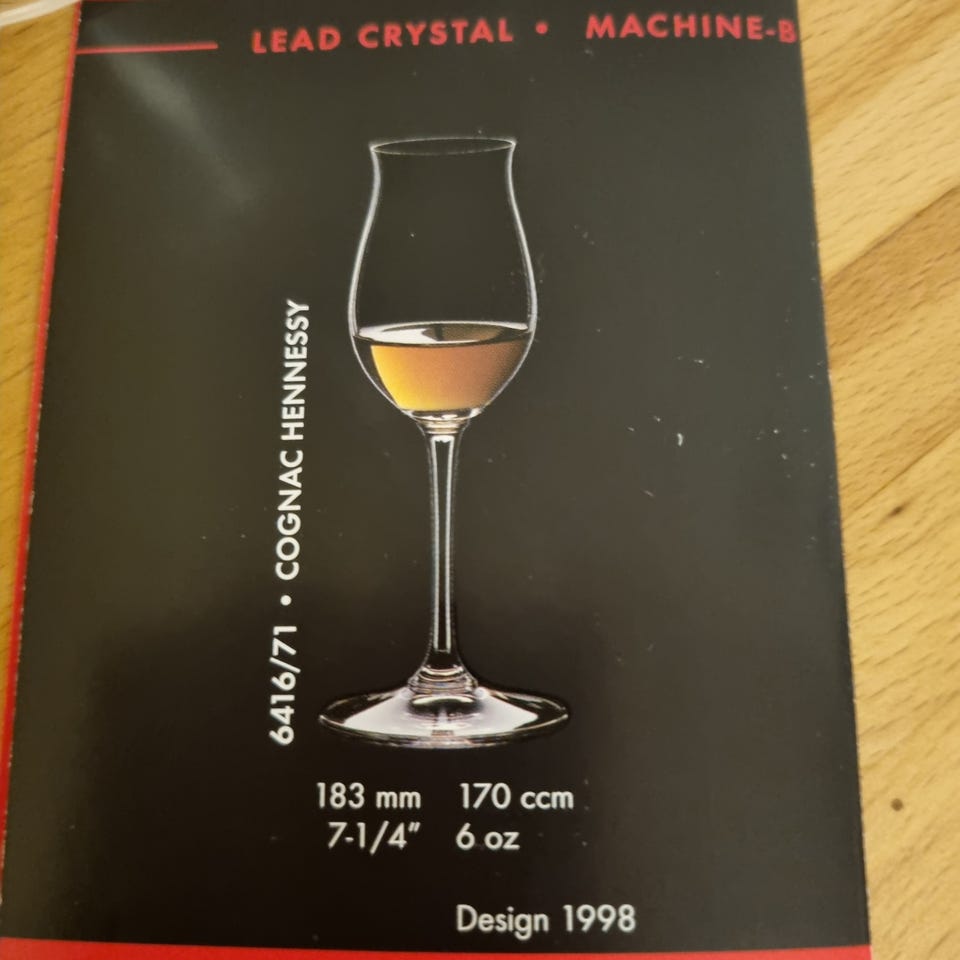 LEAD CRYSTAL • MACHINE-B
6416/71 • COGNAC HENNESSY
183 mm 170 ccm
7-1/4” 6 oz
Design 1998